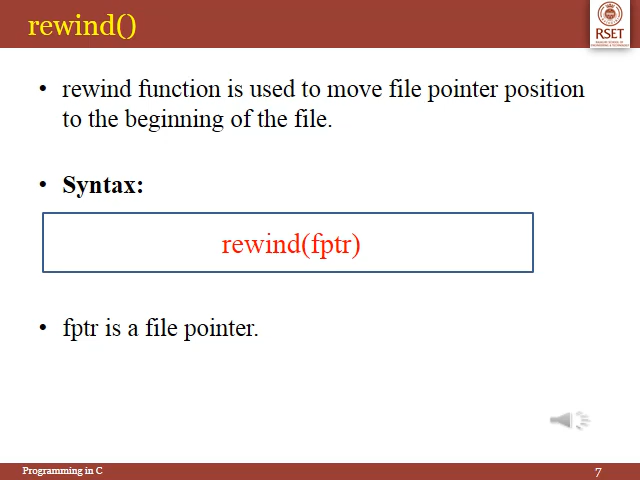 rewind()
RSET
• rewind function is used to move file pointer position
to the beginning of the file.
• Syntax:
rewind(fptr)
• fptr is a file pointer.
Programming in C
7